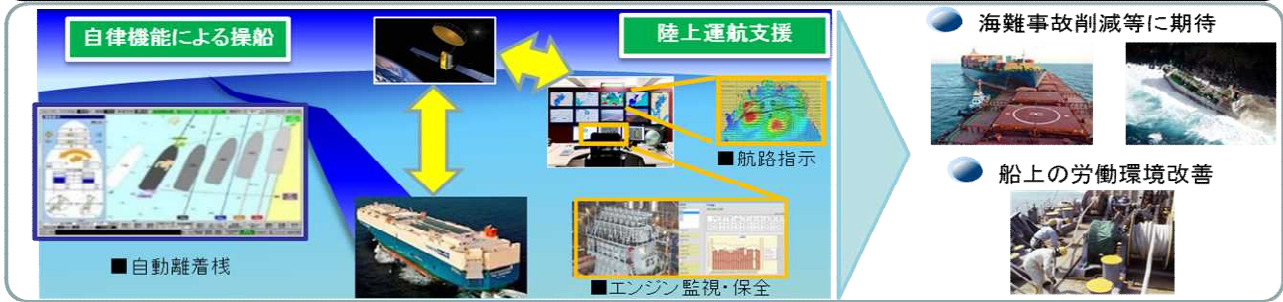 自律機能による操船
陸上運航支援
■航路指示
■自動離着桟
■エンジン監視・保全
海難事故削減等に期待
船上の労働環境改善